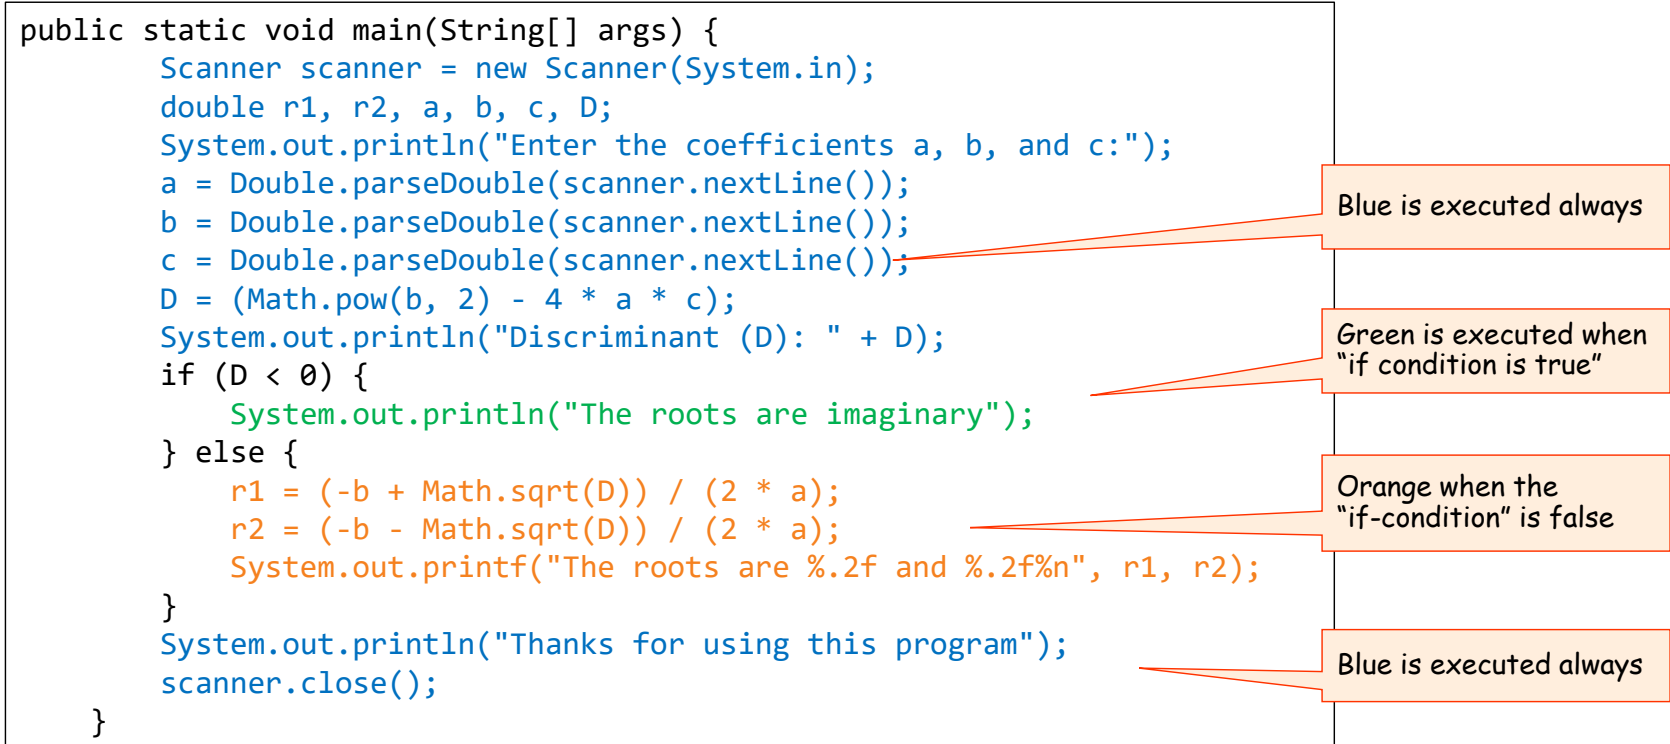 public static void main(String[] args) {
Scanner scanner = new Scanner(System.in);
double r1, r2, a, b, c, D;
System.out.println("Enter the coefficients a, b, and c:");
a = Double.parseDouble(scanner.nextLine());
b = Double.parseDouble(scanner.nextLine());
c = Double.parseDouble(scanner.nextLine());
D = (Math.pow(b, 2) - 4 * a * c);
System.out.println("Discriminant (D): " + D);
if (D < 0) {
System.out.println("The roots are imaginary");
} else {
r1 = (-b + Math.sqrt(D)) / (2 * a);
r2 = (-b - Math.sqrt(D)) / (2 * a);
System.out.printf("The roots are %.2f and %.2f%n", r1, r2);
}
System.out.println("Thanks for using this program");
scanner.close();
}
Blue is executed always
Green is executed when
“if condition is true”
Orange when the
“if-condition” is false
Blue is executed always